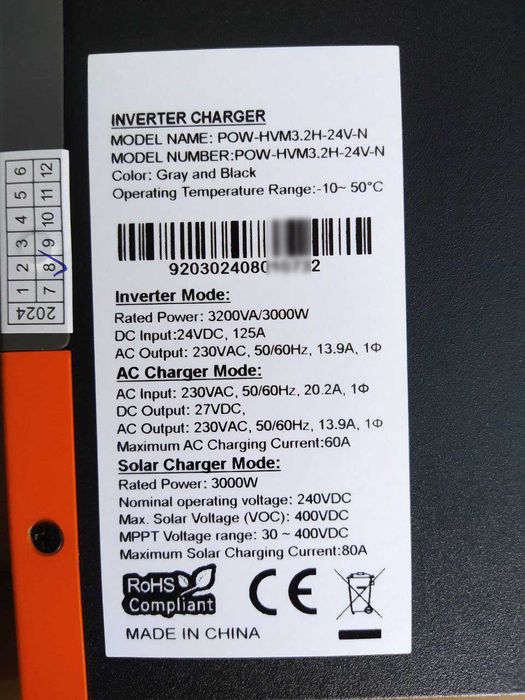 INVERTER CHARGER
MODEL NAME: POW-HVM3.2H-24V-N
MODEL NUMBER:POW-HVM3.2H-24V-N
Color: Gray and Black
Operating Temperature Range:-10~ 50°C
Inverter Mode:
Rated Power: 3200VA/3000W
DC Input:24VDC, 125A
AC Output: 230VAC, 50/60Hz, 13.9A, 1Φ
AC Charger Mode:
AC Input: 230VAC, 50/60Hz, 20.2A, 1Φ
DC Output: 27VDC,
AC Output: 230VAC, 50/60Hz, 13.9A, 1Φ
Maximum AC Charging Current:60A
Solar Charger Mode:
Rated Power: 3000W
Nominal operating voltage: 240VDC
Max. Solar Voltage (VOC): 400VDC
MPPT Voltage range: 30 ~ 400VDC
Maximum Solar Charging Current:80A
RoHS
Compliant
CE
MADE IN CHINA
2024
1 2 3 4 5 6
7 8 9 10 11 12